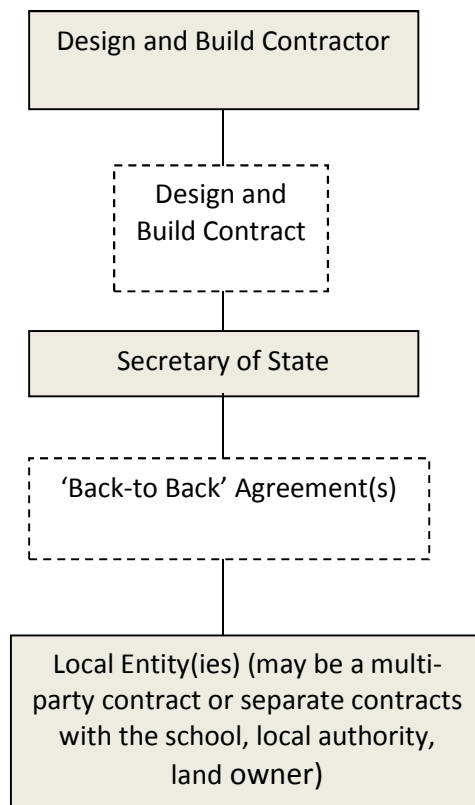 Design and Build Contractor
Design and
Build Contract
Secretary of State
‘Back-to Back’ Agreement(s)
Local Entity(ies) (may be a multi-
party contract or separate contracts
with the school, local authority,
land owner)